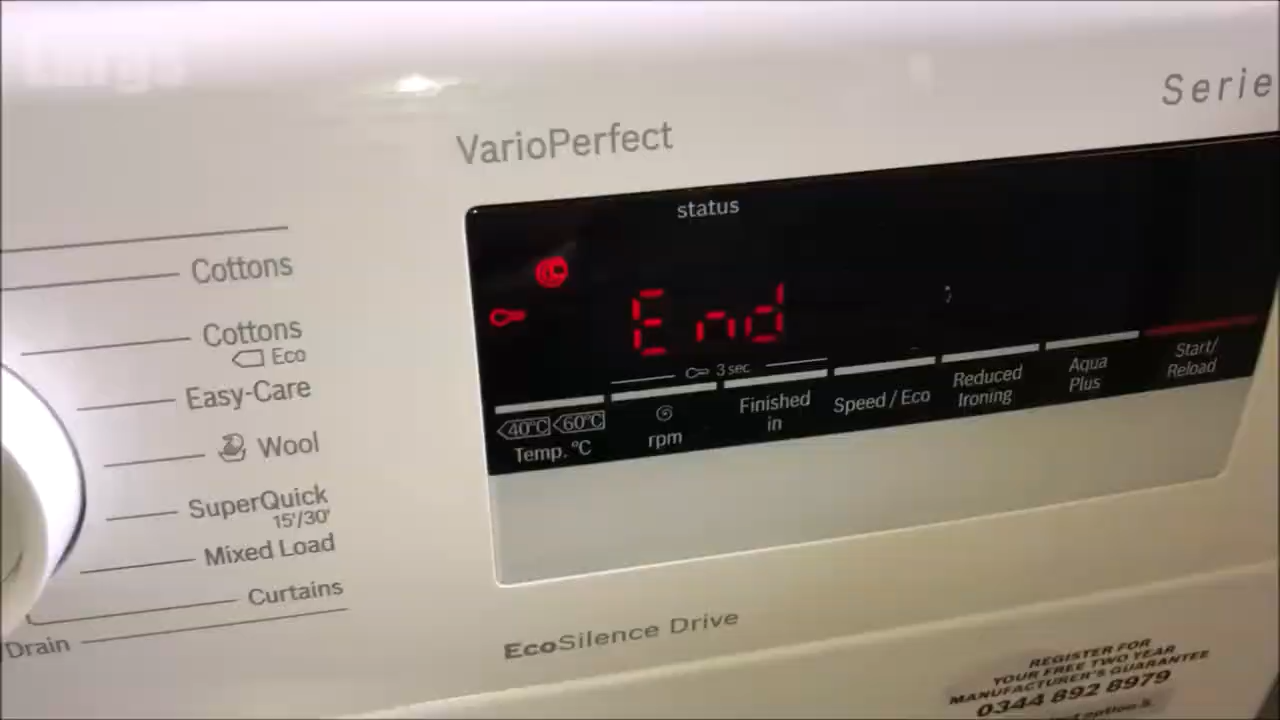 Serie
VarioPerfect
status
Cottons
Cottons
Eco
Easy-Care
Wool
SuperQuick
15'/30'
Mixed Load
Curtains
Drain
End
3 sec
40°C 60°C
Temp. °C
rpm
Finished
in
Speed / Eco
Reduced
Ironing
Aqua
Plus
Start/
Reload
EcoSilence Drive
REGISTER FOR
YOUR FREE TWO YEAR
MANUFACTURER'S GUARANTEE
0344 892 8979
option